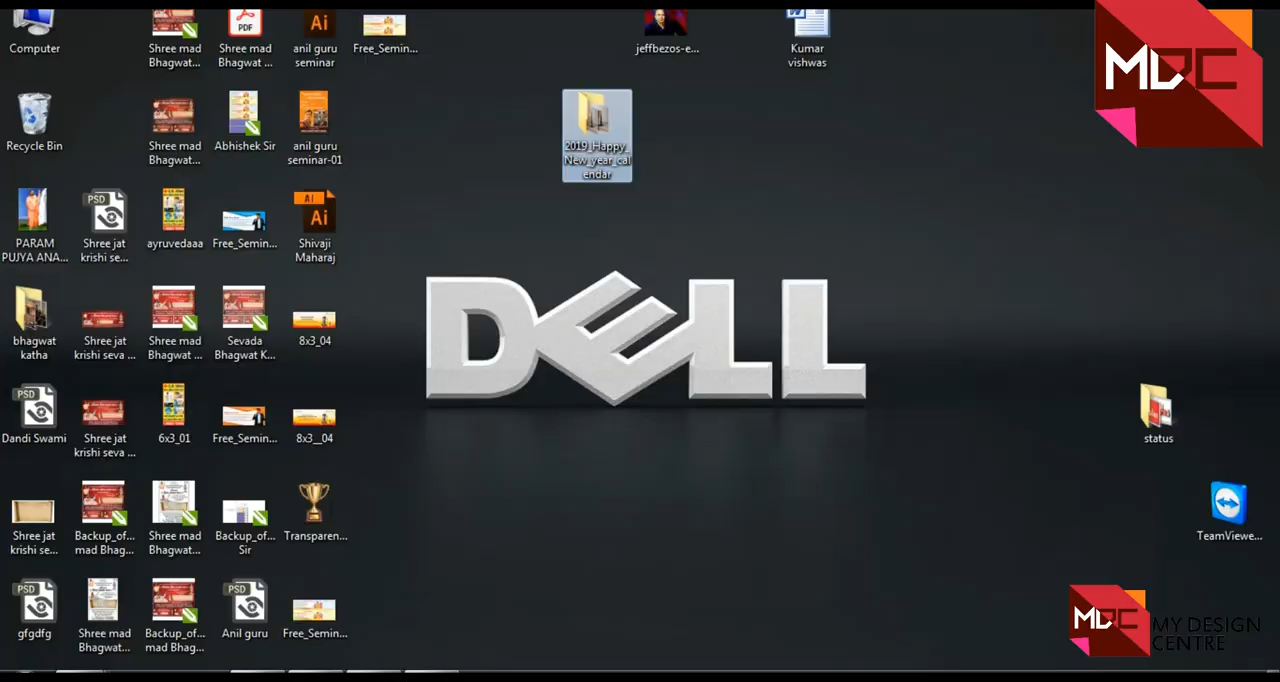 Computer
Shree mad
Bhagwat...
PDF
Shree mad
Bhagwat ...
Ai
anil guru
seminar
Free_Semin...
jeffbezos-e...
W
Kumar
vishwas
MDC
Recycle Bin
Shree mad
Bhagwat...
Abhishek Sir
anil guru
seminar-01
2019_Happy_
New_year_cal
endar
PARAM
PUJYA ANA...
PSD
Shree jat
krishi se...
ayruvedaaa
Free_Semin...
Ai
Ai
Shivaji
Maharaj
DELL
bhagwat
katha
Shree jat
krishi seva ...
Shree mad
Bhagwat ...
Sevada
Bhagwat K...
8x3_04
PSD
Dandi Swami
Shree jat
krishi seva ...
6x3_01
Free_Semin...
8x3__04
status
Shree jat
krishi se...
Backup_of...
mad Bhag...
Shree mad
Bhagwat...
Backup_of...
Sir
Transparen...
TeamViewe...
PSD
gfgdfg
Shree mad
Bhagwat...
Backup_of...
mad Bhag...
PSD
Anil guru
Free_Semin...
MDC
MY DESIGN
CENTRE